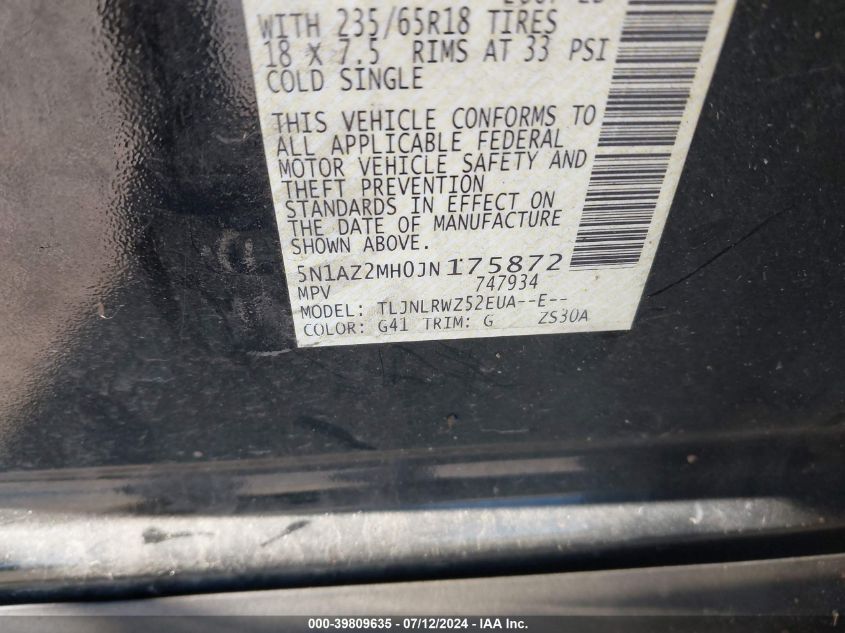 WITH 235/65R18 TIRES
18 X 7.5 RIMS AT 33 PSI
COLD SINGLE
THIS VEHICLE CONFORMS TO
ALL APPLICABLE FEDERAL
MOTOR VEHICLE SAFETY AND
THEFT PREVENTION
STANDARDS IN EFFECT ON
THE DATE OF MANUFACTURE
SHOWN ABOVE.
5N1AZ2MH0JN175872
MPV 747934
MODEL: TLJNLRWZ52EUA--E--
COLOR: G41 TRIM: G ZS30A
000-39809635 - 07/12/2024 - IAA Inc.